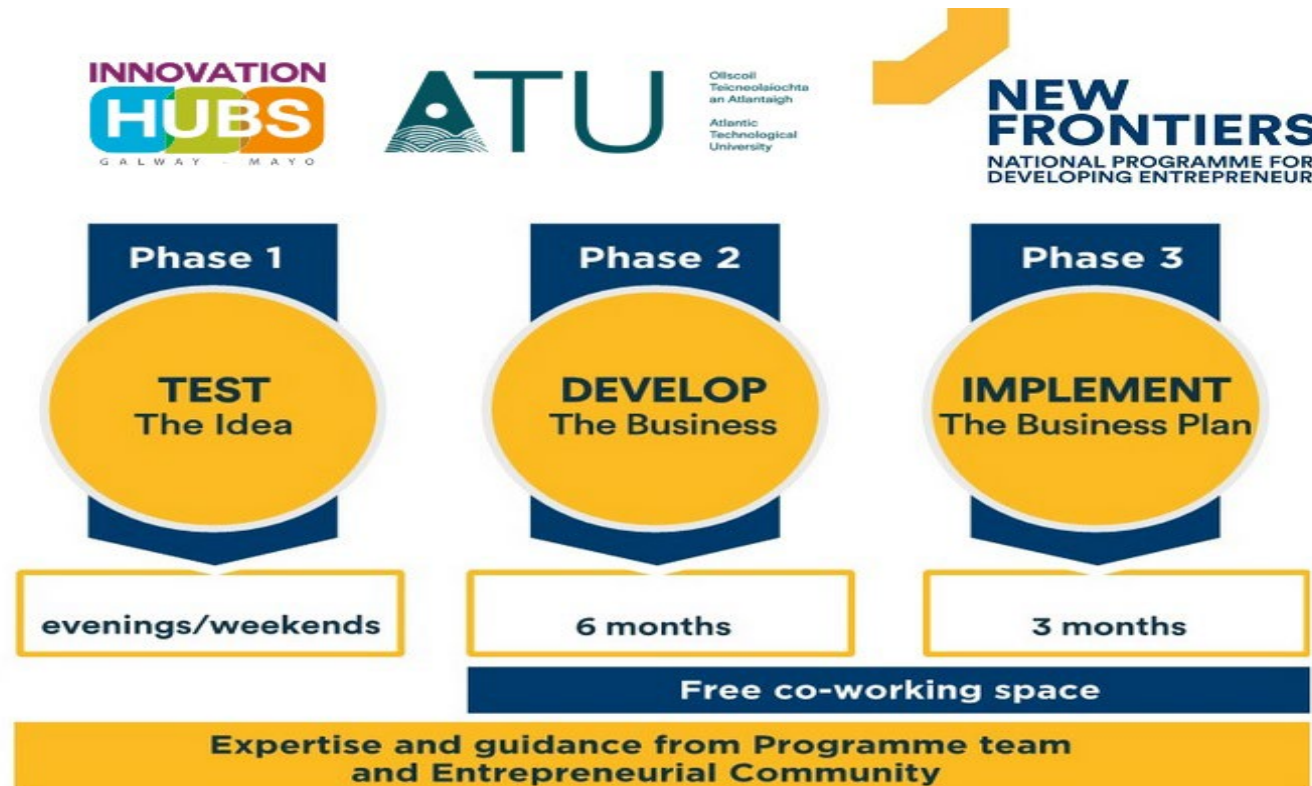 INNOVATION
HUBS
GALWAY - MAYO
ATU
Ollscoil
Teicneolaíochta
an Atlantaigh
Atlantic
Technological
University
NEW
FRONTIERS
NATIONAL PROGRAMME FOR
DEVELOPING ENTREPRENEUR
Phase 1
TEST
The Idea
evenings/weekends
Phase 2
DEVELOP
The Business
6 months
Phase 3
IMPLEMENT
The Business Plan
3 months
Free co-working space
Expertise and guidance from Programme team
and Entrepreneurial Community